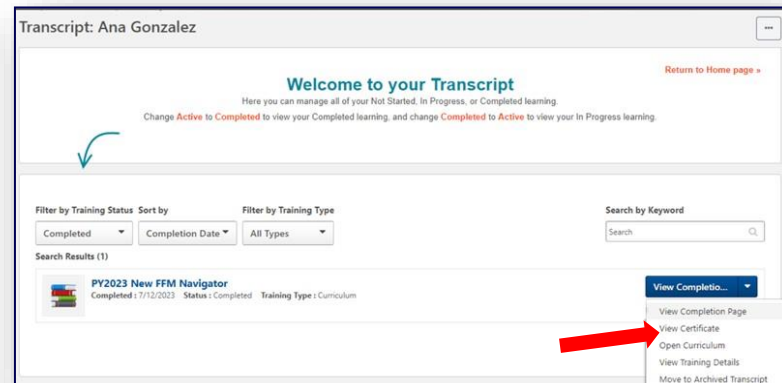 Transcript: Ana Gonzalez
Return to Home page »
Welcome to your Transcript
Here you can manage all of your Not Started, In Progress, or Completed learning.
Change Active to Completed to view your Completed learning, and change Completed to Active to view your In Progress learning.
Filter by Training Status Sort by Filter by Training Type Search by Keyword
Completed Completion Date All Types Search
Search Results (1)
PY2023 New FFM Navigator
Completed : 7/12/2023 Status : Completed Training Type : Curriculum
View Completio...
View Completion Page
View Certificate
Open Curriculum
View Training Details
Move to Archived Transcript